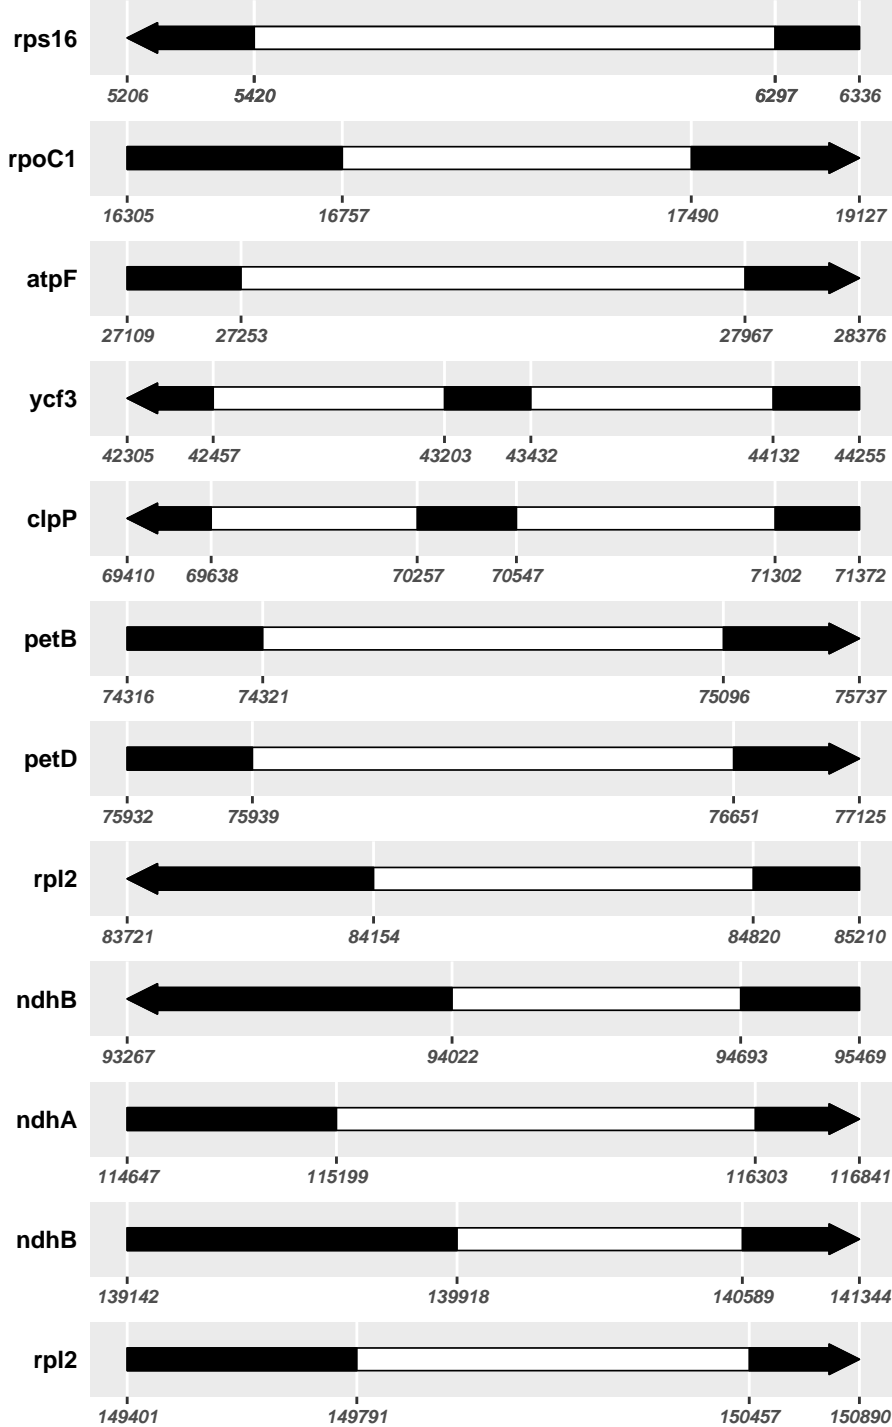 rps16
5206 5420 6297 6336
rpoC1
16305 16757 17490 19127
atpF
27109 27253 27967 28376
ycf3
42305 42457 43203 43432 44132 44255
clpP
69410 69638 70257 70547 71302 71372
petB
74316 74321 75096 75737
petD
75932 75939 76651 77125
rpl2
83721 84154 84820 85210
ndhB
93267 94022 94693 95469
ndhA
114647 115199 116303 116841
ndhB
139142 139918 140589 141344
rpl2
149401 149791 150457 150890